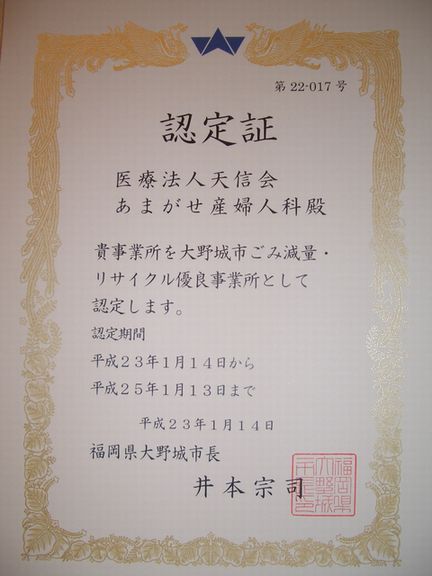 第22-017号
認定証
医療法人天信会
あまがせ産婦人科殿
貴事業所を大野城市ごみ減量・
リサイクル優良事業所として
認定します。
認定期間
平成23年1月14日から
平成25年1月13日まで
平成23年1月14日
福岡県大野城市長
井本宗司